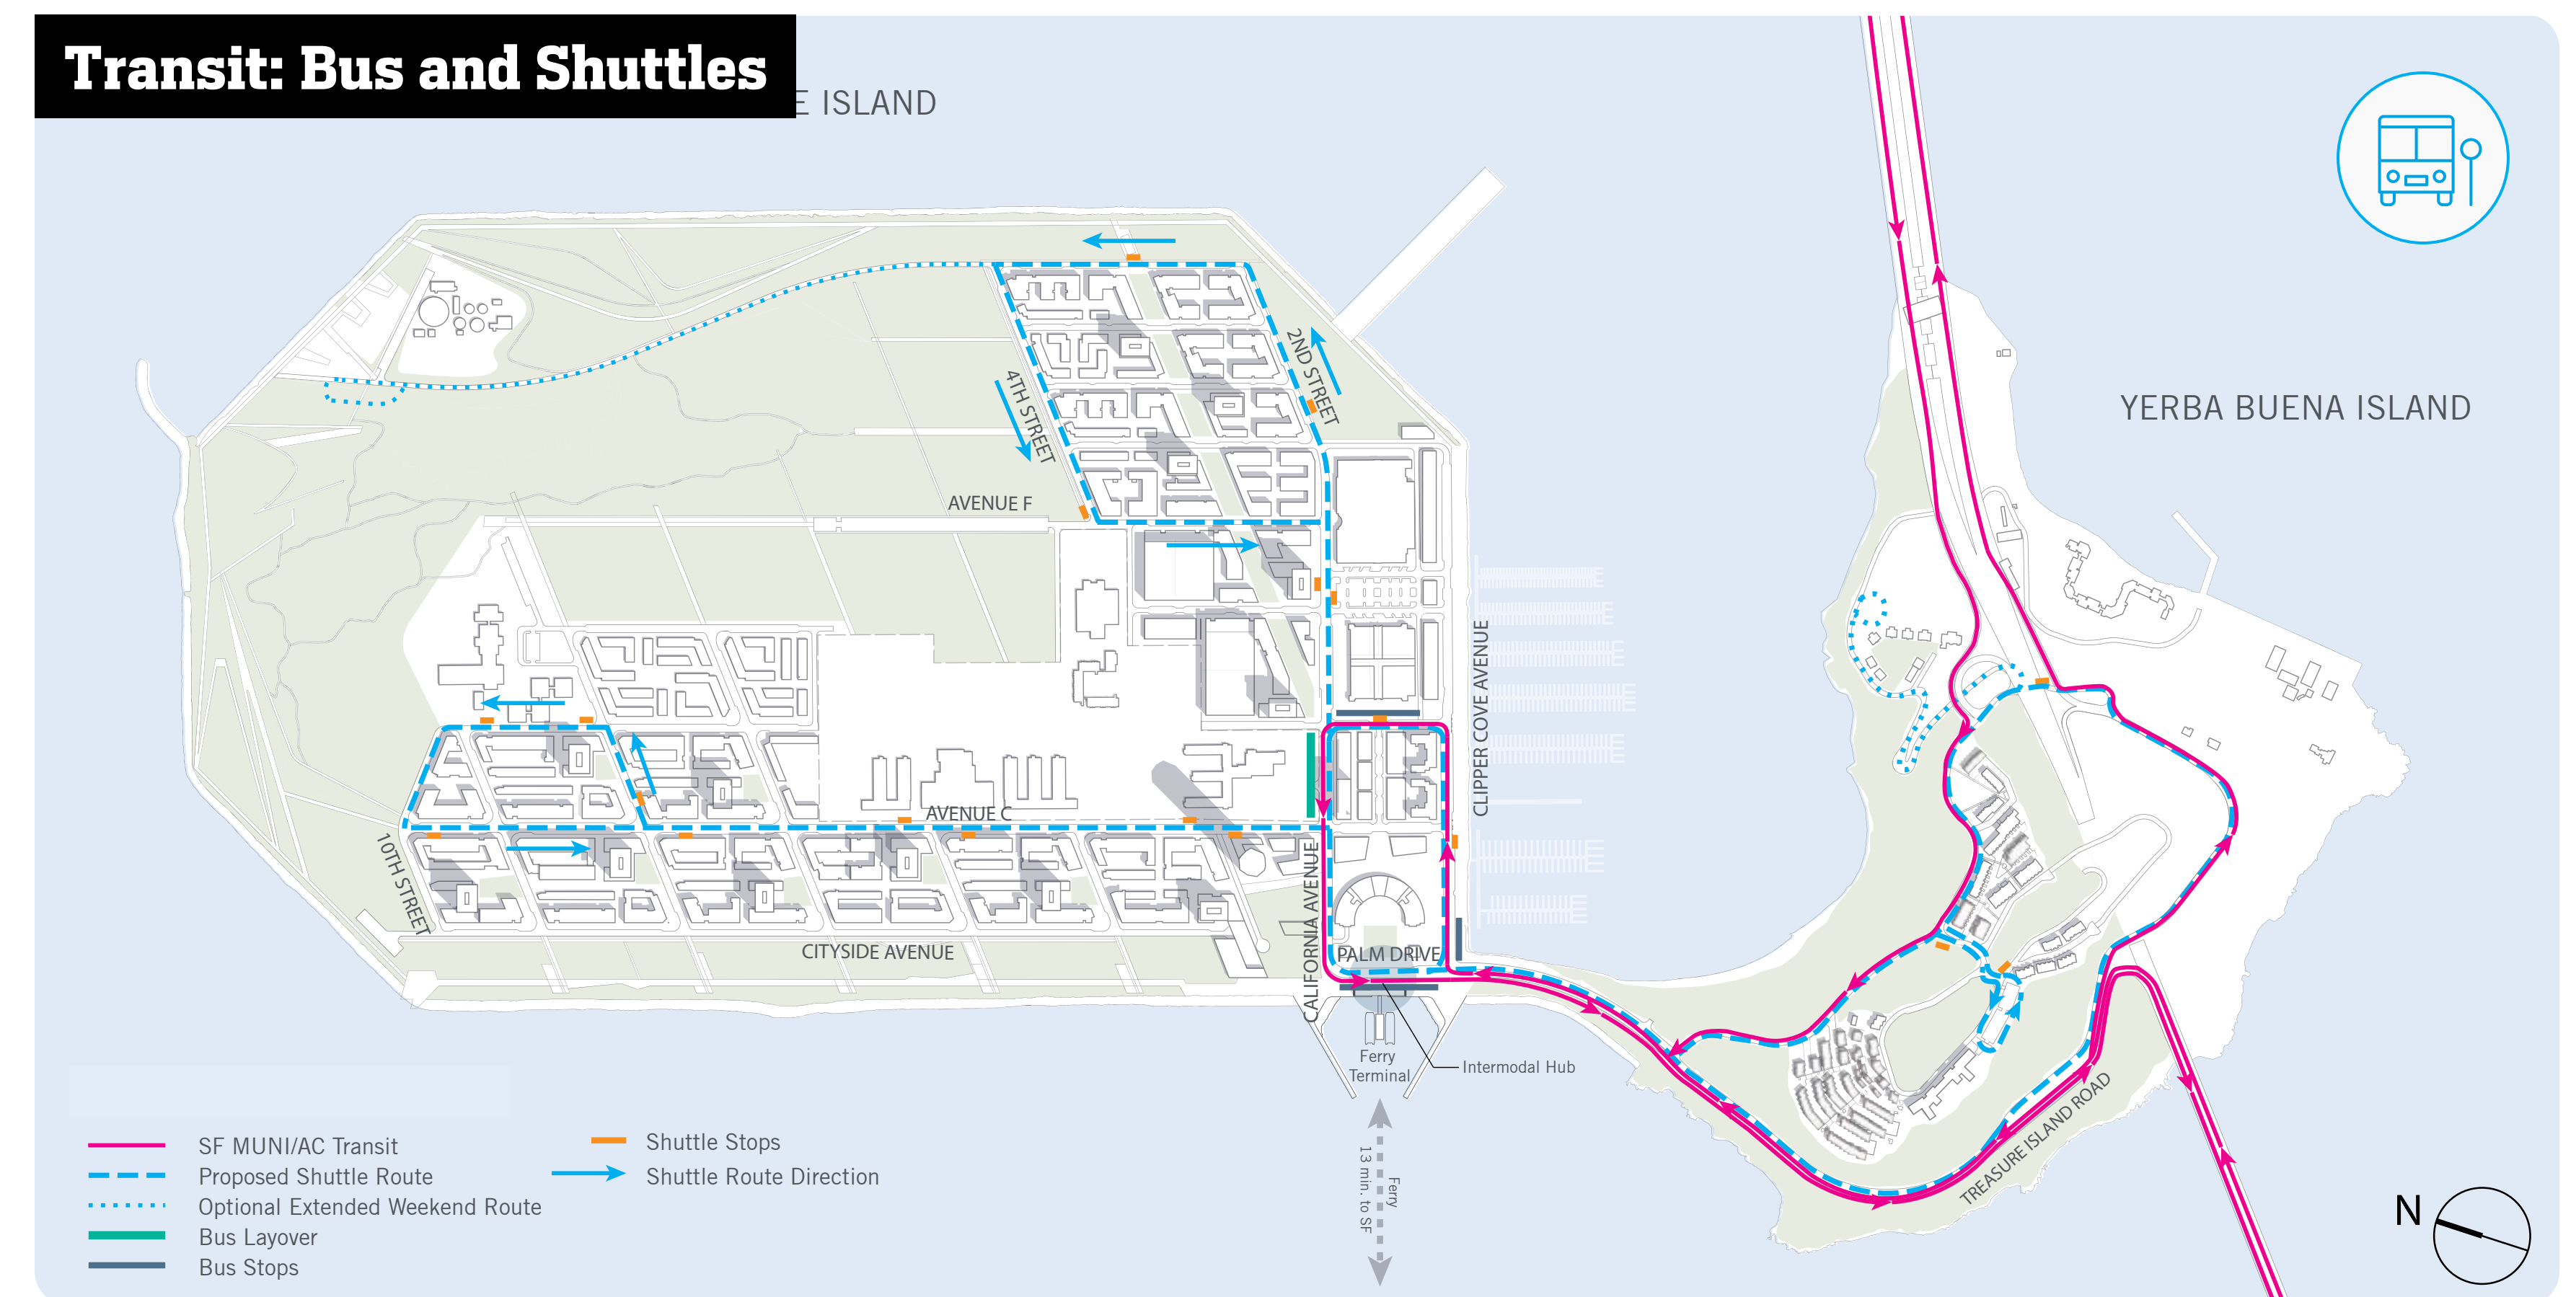 Transit: Bus and Shuttles
E ISLAND
YERBA BUENA ISLAND
2ND STREET
4TH STREET
AVENUE F
CLIPPER COVE AVENUE
AVENUE C
10TH STREET
CALIFORNIA AVENUE
CITYSIDE AVENUE
PALM DRIVE
Ferry
Terminal
Intermodal Hub
TREASURE ISLAND ROAD
Ferry
13 min. to SF
SF MUNI/AC Transit
Proposed Shuttle Route
Optional Extended Weekend Route
Bus Layover
Bus Stops
Shuttle Stops
Shuttle Route Direction
N